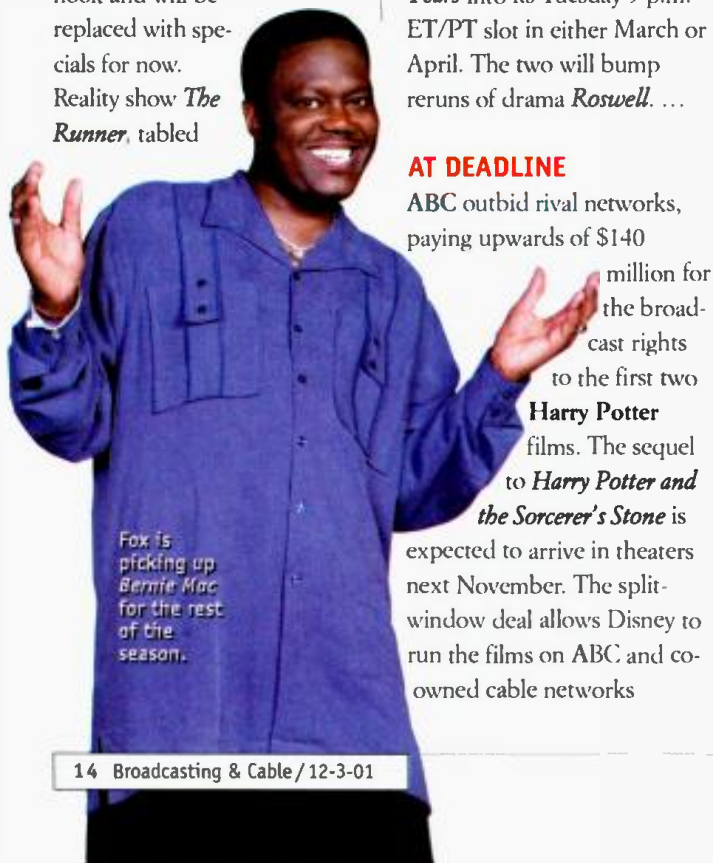 replaced with spe-
cials for now.
Reality show The
Runner, tabled
Fox is
picking up
Bernie Mac
for the rest
of the
season.
into its Tuesday 9 p.m.
ET/PT slot in either March or
April. The two will bump
reruns of drama Roswell. ...
AT DEADLINE
ABC outbid rival networks,
paying upwards of $140
million for
the broad-
cast rights
to the first two
Harry Potter
films. The sequel
to Harry Potter and
the Sorcerer's Stone is
expected to arrive in theaters
next November. The split-
window deal allows Disney to
run the films on ABC and co-
owned cable networks
14 Broadcasting & Cable / 12-3-01